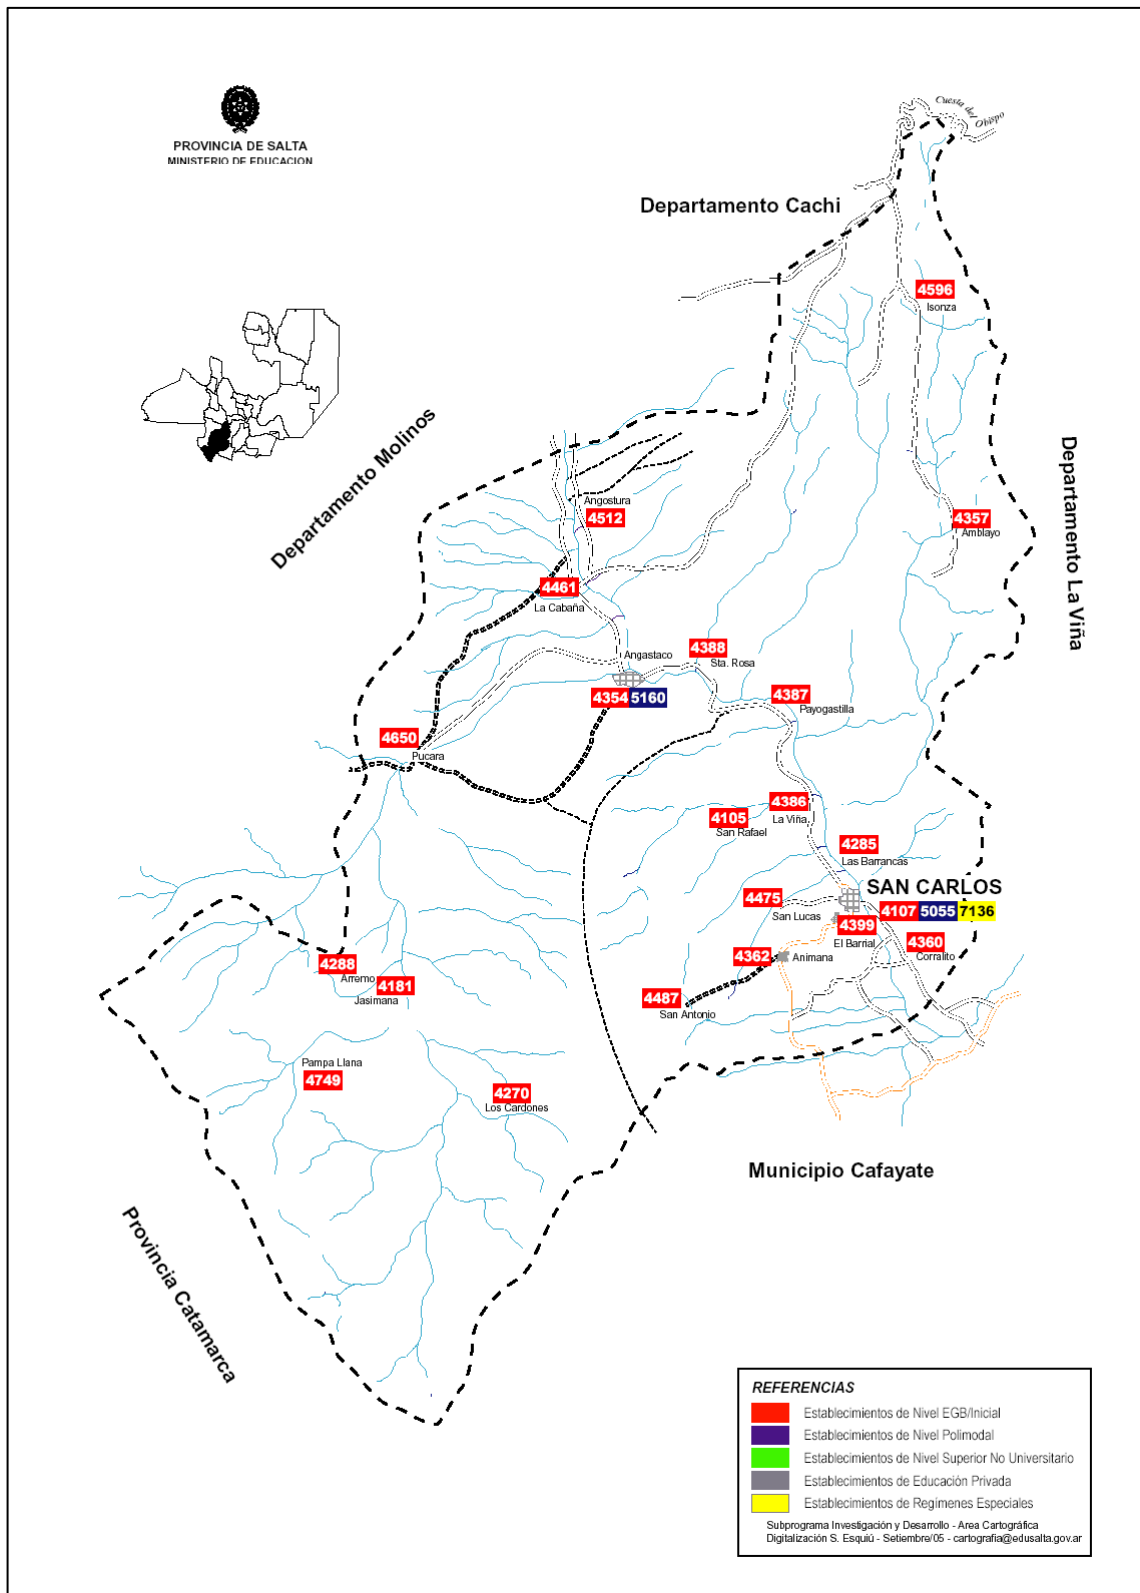 PROVINCIA DE SALTA
MINISTERIO DE EDUCACION
Cuesta del Obispo
Departamento Cachi
4596
Isonza
Departamento Molinos
Departamento La Viña
Angostura
4512
4357
Amblayo
4461
La Cabaña
Angastaco
4388
Sta. Rosa
4354 5160
4387
Payogastilla
4650
Pucara
4386
La Viña
4105
San Rafael
4285
Las Barrancas
SAN CARLOS
4107 5055 7136
4475
San Lucas
4399
El Barrial
4360
Corralito
4362
Animana
4288
Arremo
4181
Jasimana
4487
San Antonio
Pampa Llana
4749
4270
Los Cardones
Municipio Cafayate
Provincia Catamarca
REFERENCIAS
Establecimientos de Nivel EGB/Inicial
Establecimientos de Nivel Polimodal
Establecimientos de Nivel Superior No Universitario
Establecimientos de Educación Privada
Establecimientos de Regímenes Especiales
Subprograma Investigación y Desarrollo - Area Cartográfica
Digitalización S. Esquiú - Setiembre/05 - cartografia@edusalta.gov.ar